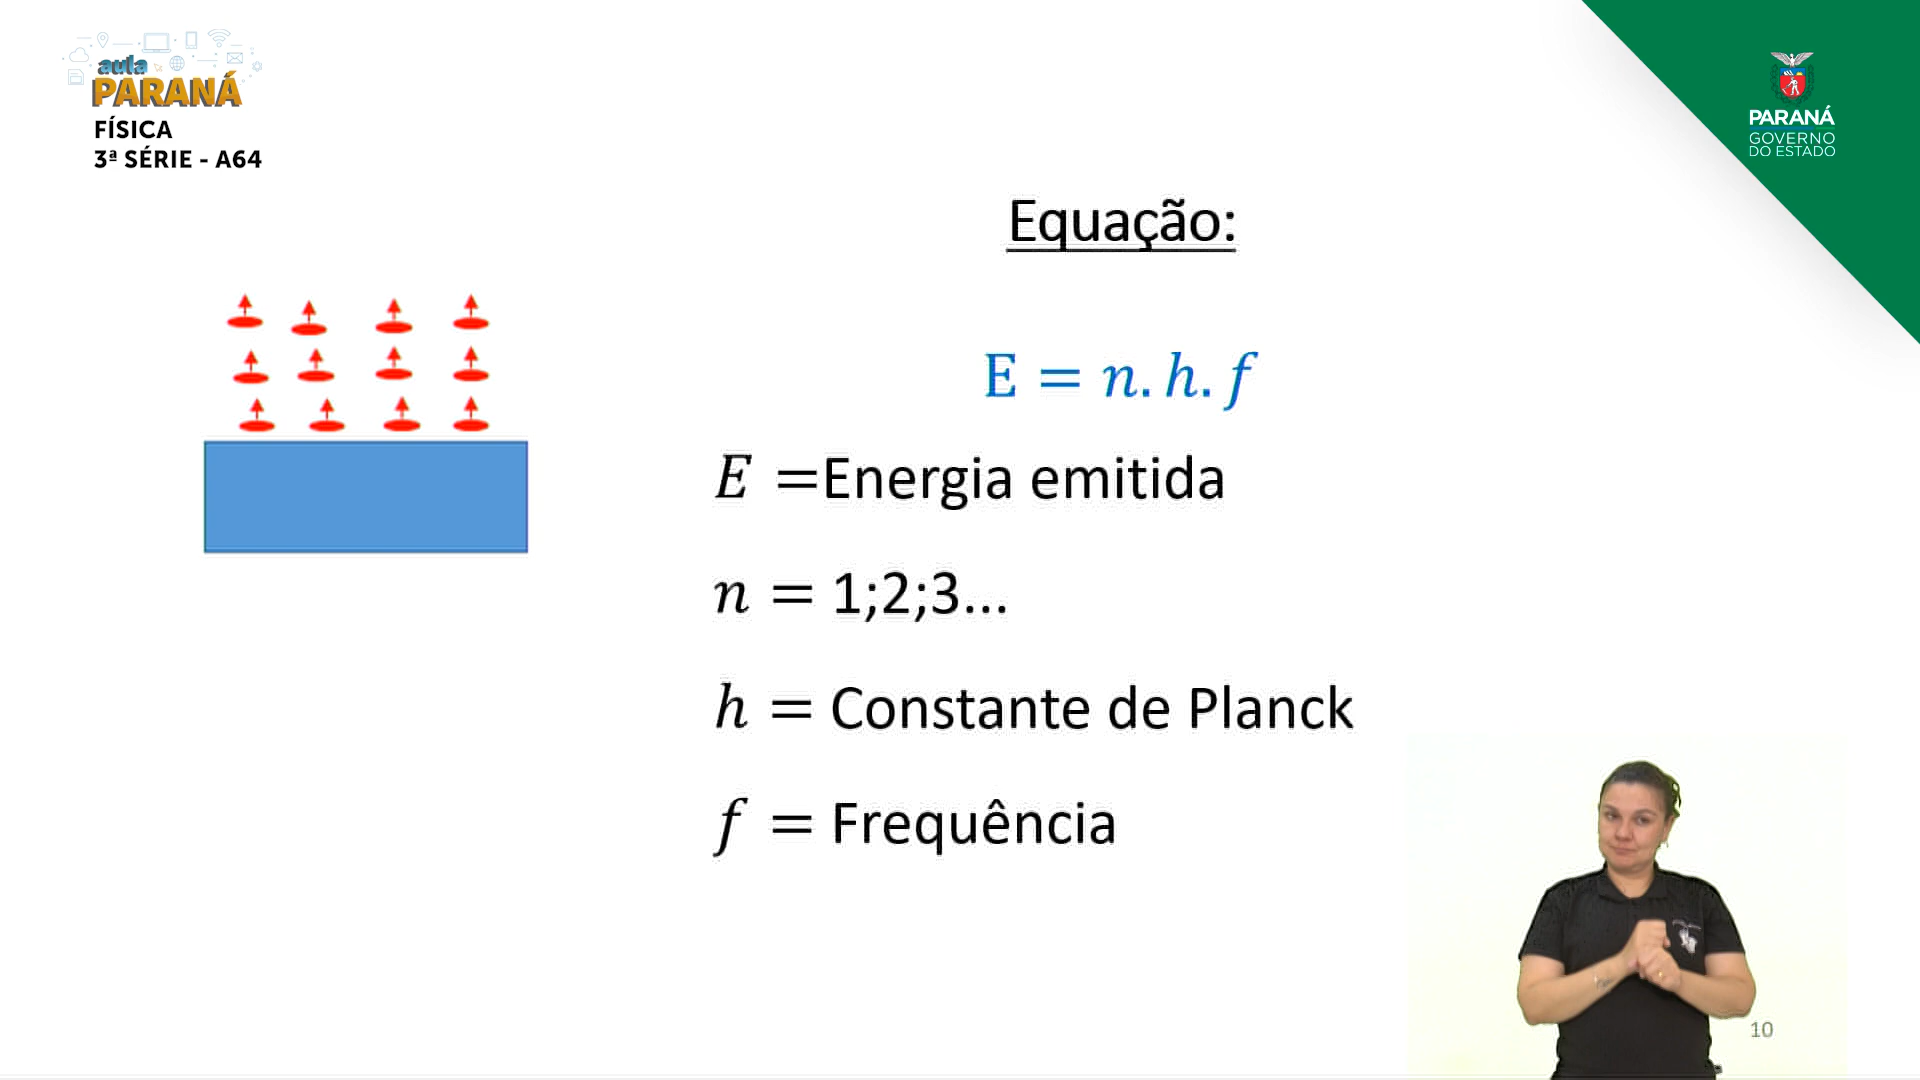 aula
PARANÁ
FÍSICA
3ª SÉRIE - A64
PARANÁ
GOVERNO
DO ESTADO
Equação:
E = n. h. f
E =Energia emitida
n = 1;2;3...
h = Constante de Planck
f = Frequência
10